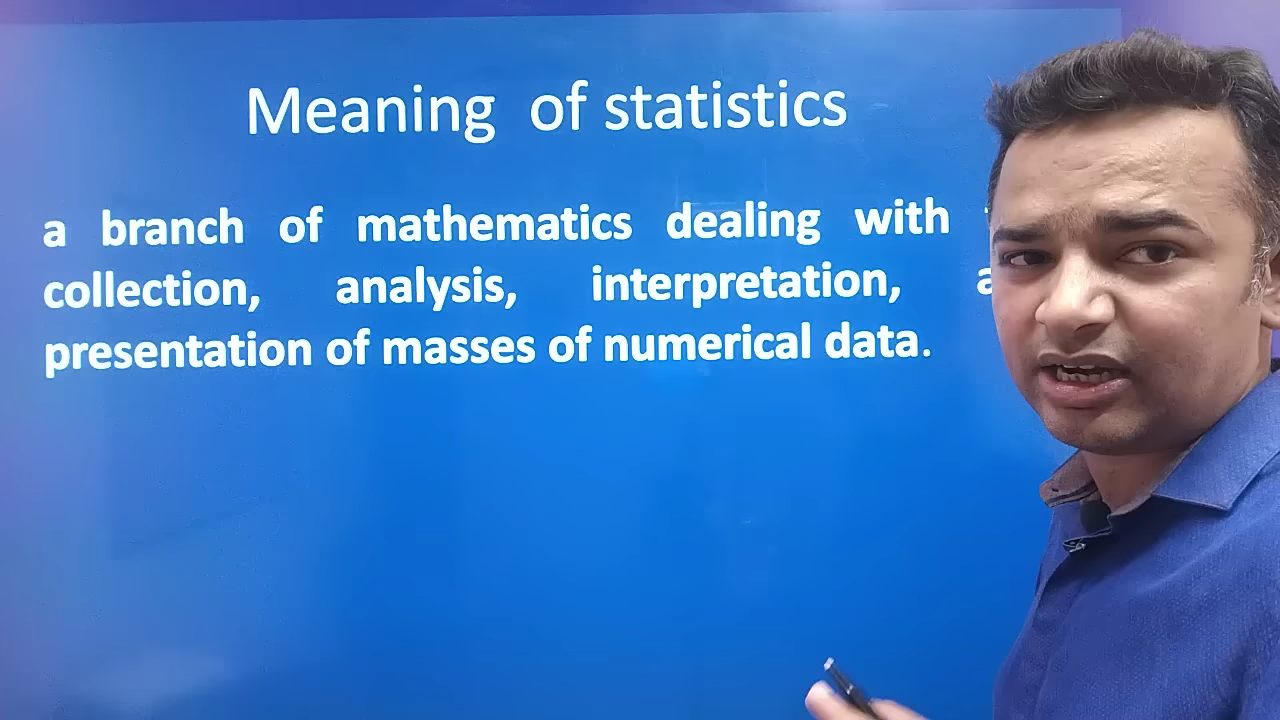 Meaning of statistics
a branch of mathematics dealing with
collection, analysis, interpretation,
presentation of masses of numerical data.